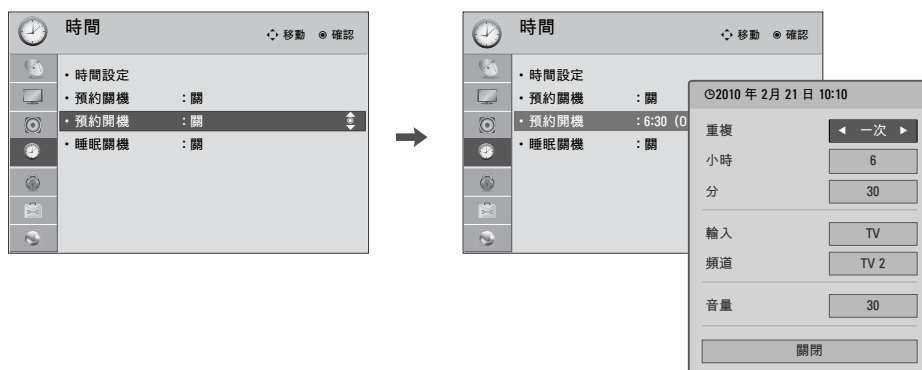 時間
移動 確認
・時間設定
・預約關機 ：關
・預約開機 ：關
・睡眠關機 ：關
時間
移動 確認
・時間設定
・預約關機 ：關
・預約開機 ：6:30 (O
・睡眠關機 ：關
2010 年 2月 21 日 10:10
重複 ◀ 一次 ▶
小時 6
分 30
輸入 TV
頻道 TV 2
音量 30
關閉